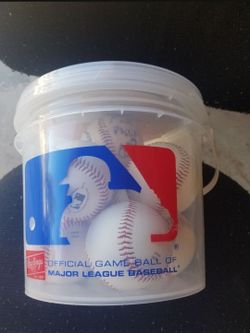 Rawlings
OFFICIAL GAME BALL OF
MAJOR LEAGUE BASEBALL